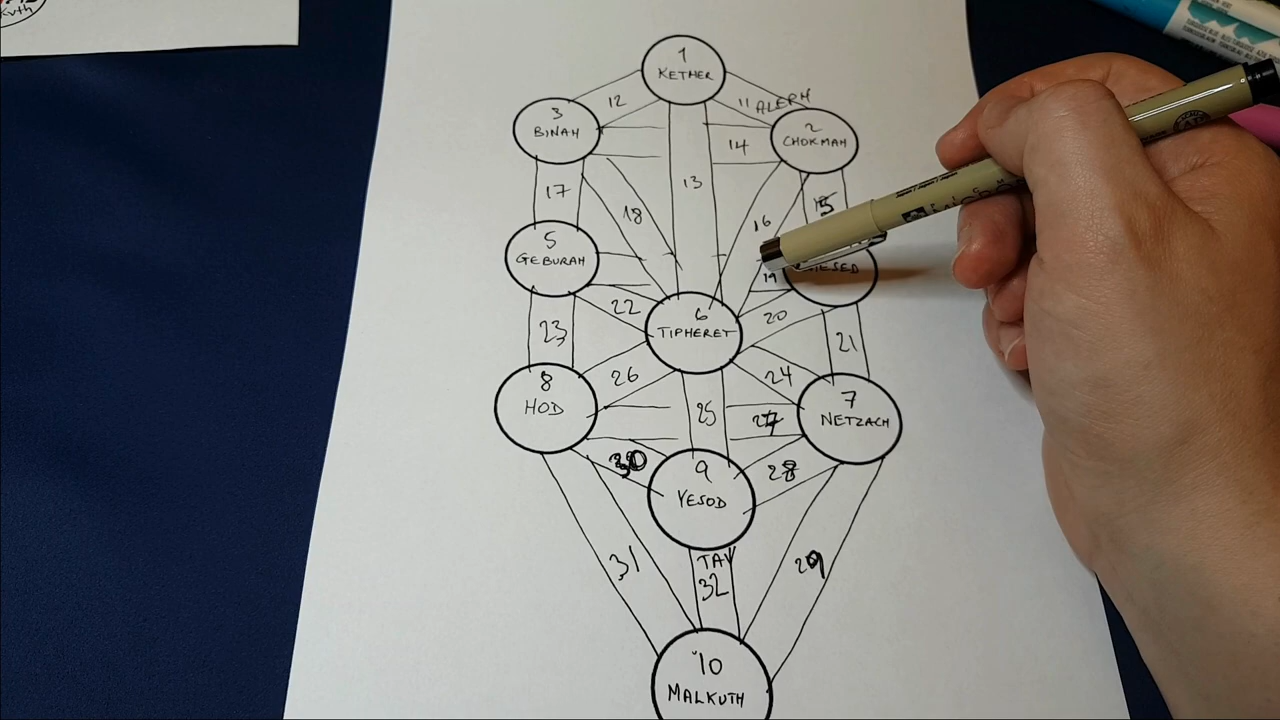 kuth
1
KETHER
12
11 ALEPH
3
BINAH
2
CHOKMAH
14
17
13
15
18
16
5
GEBURAH
19
22
6
TIPHERET
20
23
21
8
HOD
26
24
7
NETZACH
25
27
30
9
YESOD
28
31
TAV
32
29
10
MALKUTH